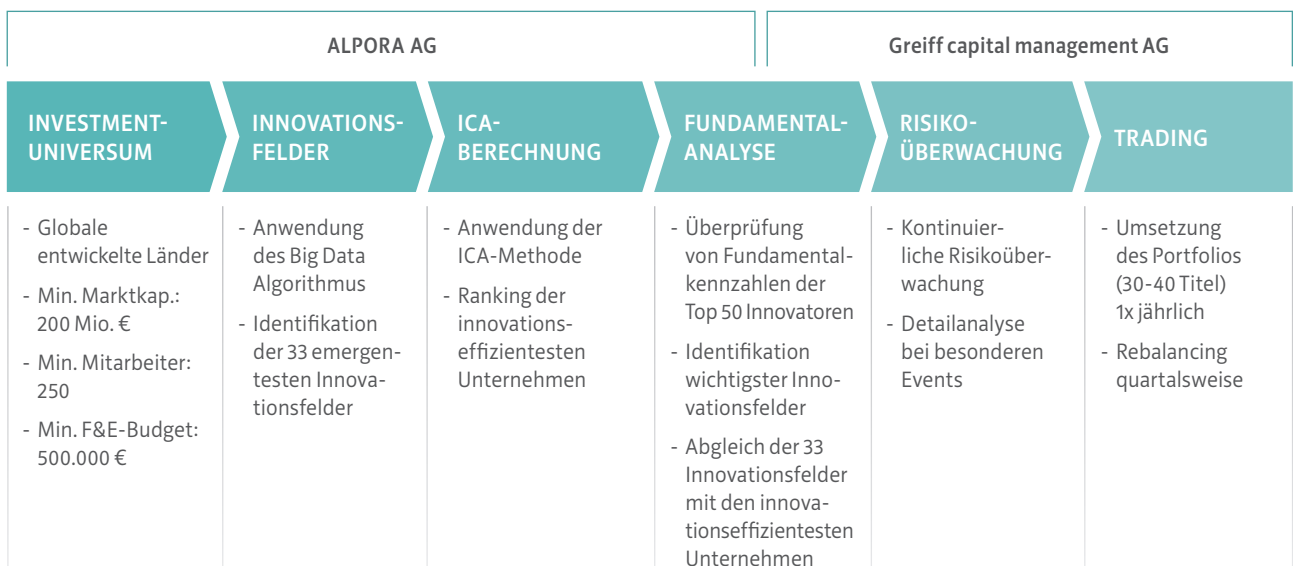 ALPORA AG
Greiff capital management AG
INVESTMENT-
UNIVERSUM
INNOVATIONS-
FELDER
ICA-
BERECHNUNG
FUNDAMENTAL-
ANALYSE
RISIKO-
ÜBERWACHUNG
TRADING
- Globale
entwickelte Länder
- Min. Marktkap.:
200 Mio. €
- Min. Mitarbeiter:
250
- Min. F&E-Budget:
500.000 €
- Anwendung
des Big Data
Algorithmus
- Identifikation
der 33 emergen-
testen Innova-
tionsfelder
- Anwendung der
ICA-Methode
- Ranking der
innovations-
effizientesten
Unternehmen
- Überprüfung
von Fundamental-
kennzahlen der
Top 50 Innovatoren
- Identifikation
wichtigster Inno-
vationsfelder
- Abgleich der 33
Innovationsfelder
mit den innova-
tionseffizientesten
Unternehmen
- Kontinuier-
liche Risikoüber-
wachung
- Detailanalyse
bei besonderen
Events
- Umsetzung
des Portfolios
(30-40 Titel)
1x jährlich
- Rebalancing
quartalsweise